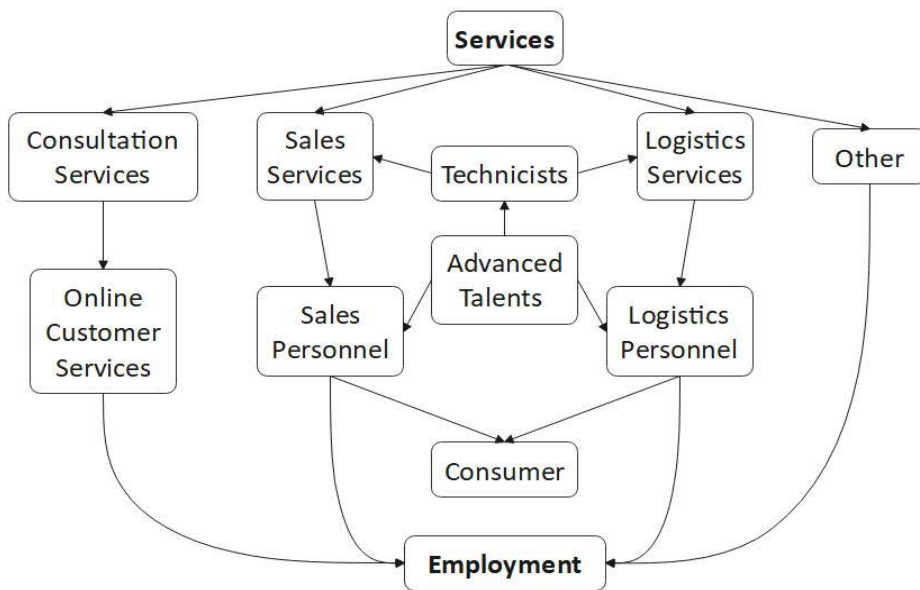 Services
Consultation
Services
Sales
Services
Technicists
Logistics
Services
Other
Online
Customer
Services
Sales
Personnel
Advanced
Talents
Logistics
Personnel
Consumer
Employment